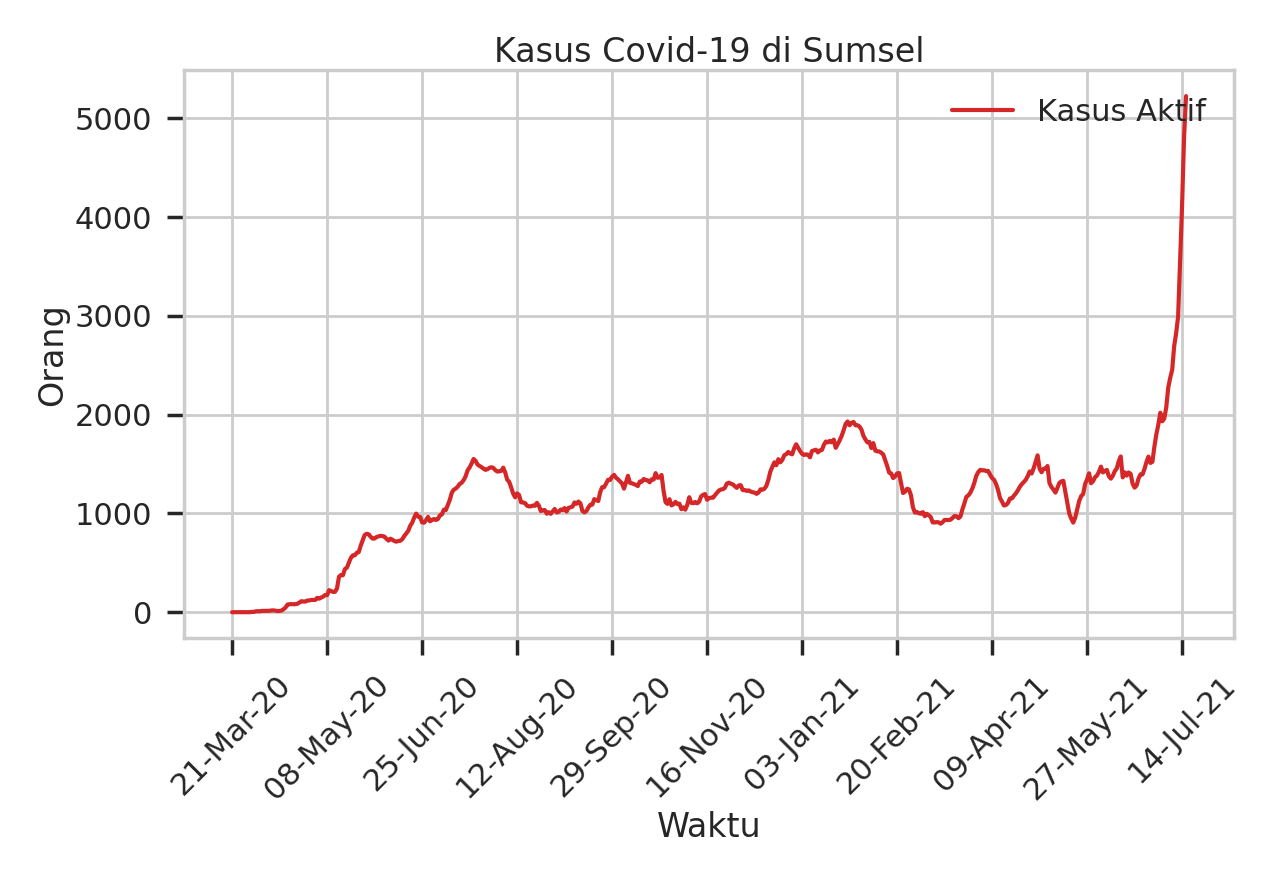 Kasus Covid-19 di Sumsel
Kasus Aktif
Orang
5000
4000
3000
2000
1000
0
21-Mar-20
08-May-20
25-Jun-20
12-Aug-20
29-Sep-20
16-Nov-20
03-Jan-21
20-Feb-21
09-Apr-21
27-May-21
14-Jul-21
Waktu